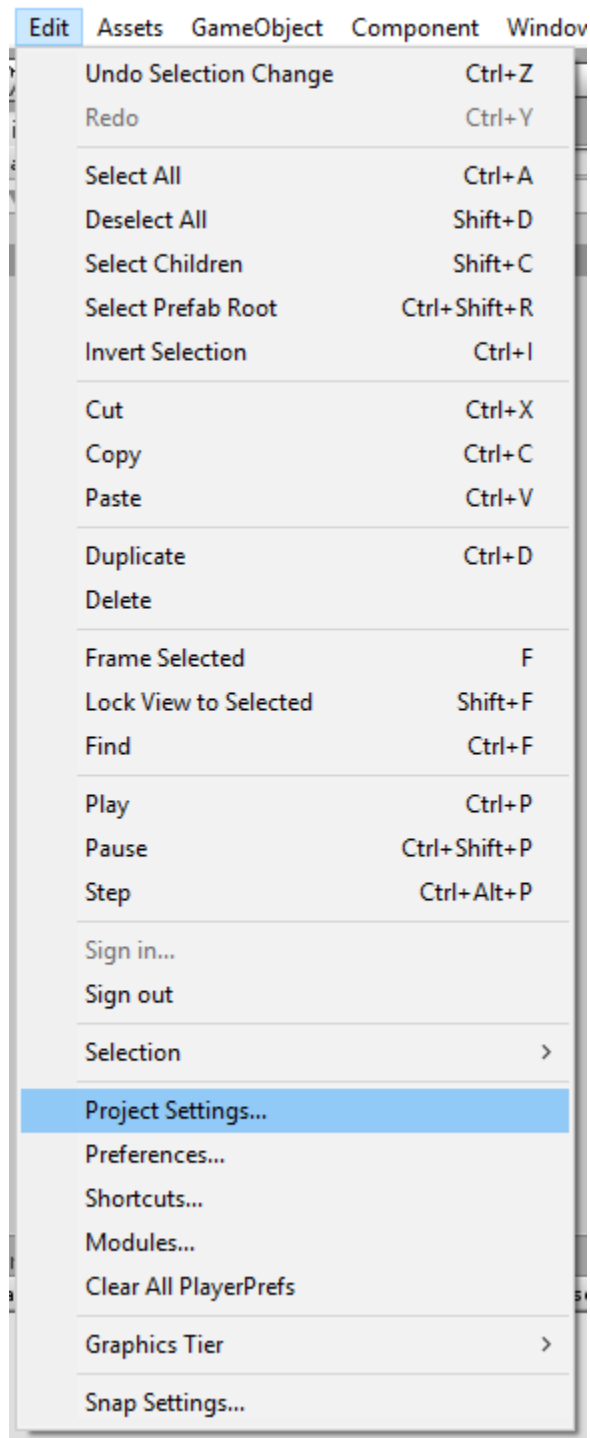 Edit Assets GameObject Component Window
Undo Selection Change Ctrl+Z
Redo Ctrl+Y
Select All Ctrl+A
Deselect All Shift+D
Select Children Shift+C
Select Prefab Root Ctrl+Shift+R
Invert Selection Ctrl+I
Cut Ctrl+X
Copy Ctrl+C
Paste Ctrl+V
Duplicate Ctrl+D
Delete
Frame Selected F
Lock View to Selected Shift+F
Find Ctrl+F
Play Ctrl+P
Pause Ctrl+Shift+P
Step Ctrl+Alt+P
Sign in...
Sign out
Selection >
Project Settings...
Preferences...
Shortcuts...
Modules...
Clear All PlayerPrefs
Graphics Tier >
Snap Settings...